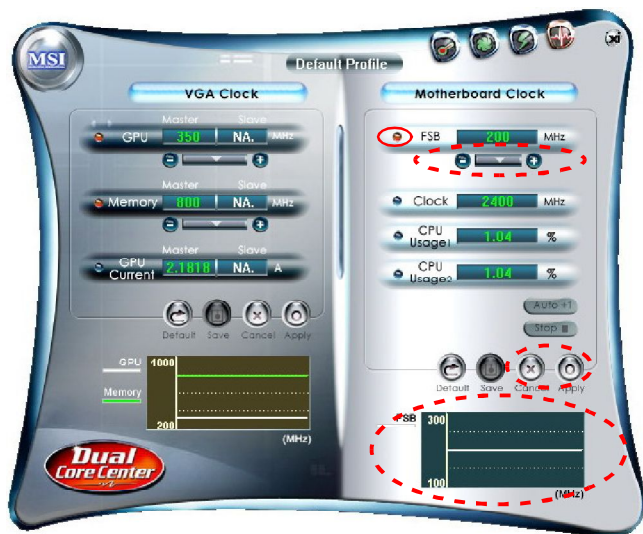 MSI
Default Profile
VGA Clock
Master Slave
GPU 350 NA. MHz
Master Slave
Memory 800 NA. MHz
Master Slave
GPU Current 2.1818 NA. A
Default Save Cancel Apply
GPU
Memory
1000
200
(MHz)
Dual
Core Center
Motherboard Clock
FSB 200 MHz
Clock 2400 MHz
CPU Usage1 1.04 %
CPU Usage2 1.04 %
Auto +1
Stop
Default Save Cancel Apply
FSB
300
100
(MHz)